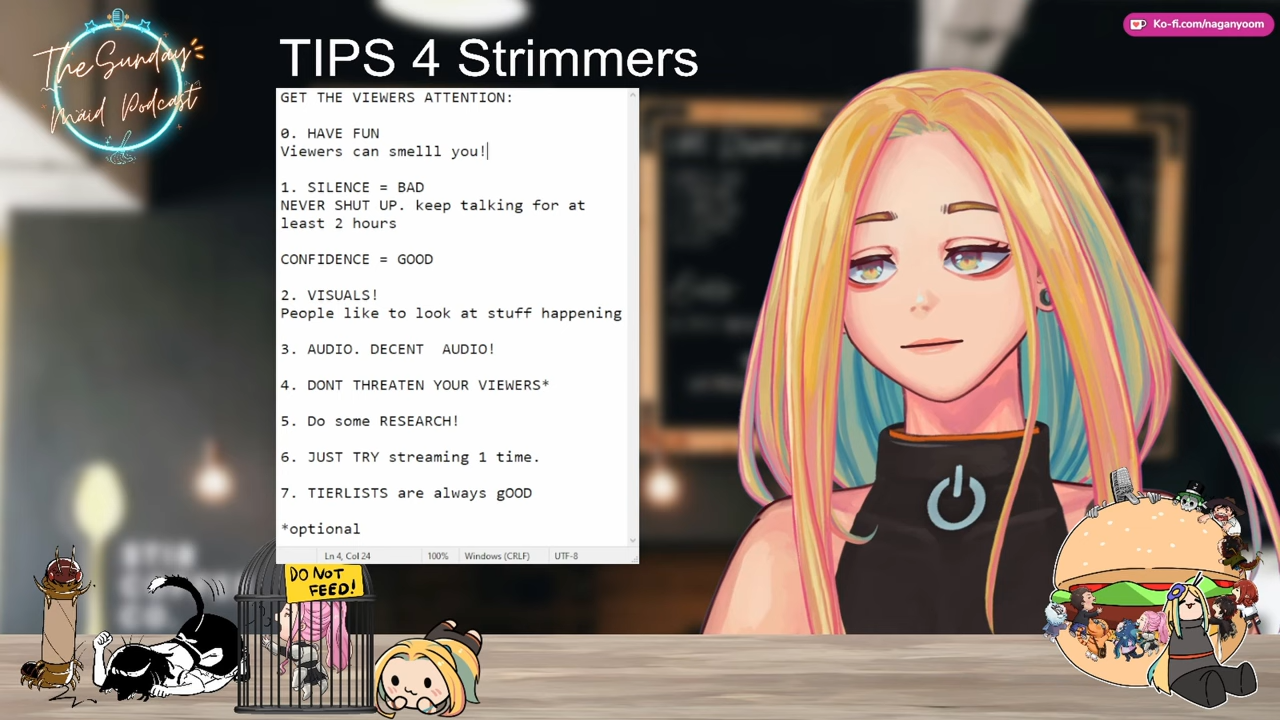 The Sunday
Maid Podcast
Ko-fi.com/naganyoom
TIPS 4 Strimmers
GET THE VIEWERS ATTENTION:
0. HAVE FUN
Viewers can smelll you!
1. SILENCE = BAD
NEVER SHUT UP. keep talking for at
least 2 hours
CONFIDENCE = GOOD
2. VISUALS!
People like to look at stuff happening
3. AUDIO. DECENT  AUDIO!
4. DONT THREATEN YOUR VIEWERS*
5. Do some RESEARCH!
6. JUST TRY streaming 1 time.
7. TIERLISTS are always gOOD
*optional
Ln 4, Col 24
100%
Windows (CRLF)
UTF-8
DO NOT
FEED!